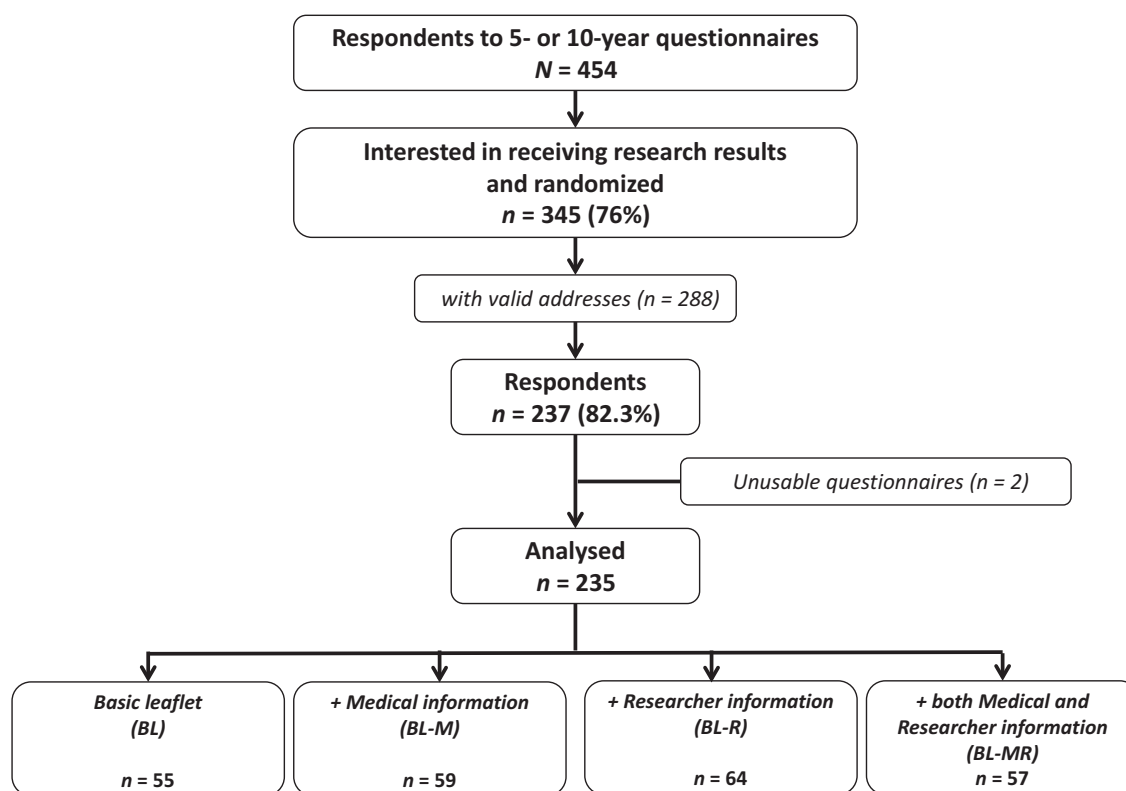 Respondents to 5- or 10-year questionnaires
N = 454
Interested in receiving research results
and randomized
n = 345 (76%)
with valid addresses (n = 288)
Respondents
n = 237 (82.3%)
Unusable questionnaires (n = 2)
Analysed
n = 235
Basic leaflet
(BL)
n = 55
+ Medical information
(BL-M)
n = 59
+ Researcher information
(BL-R)
n = 64
+ both Medical and
Researcher information
(BL-MR)
n = 57